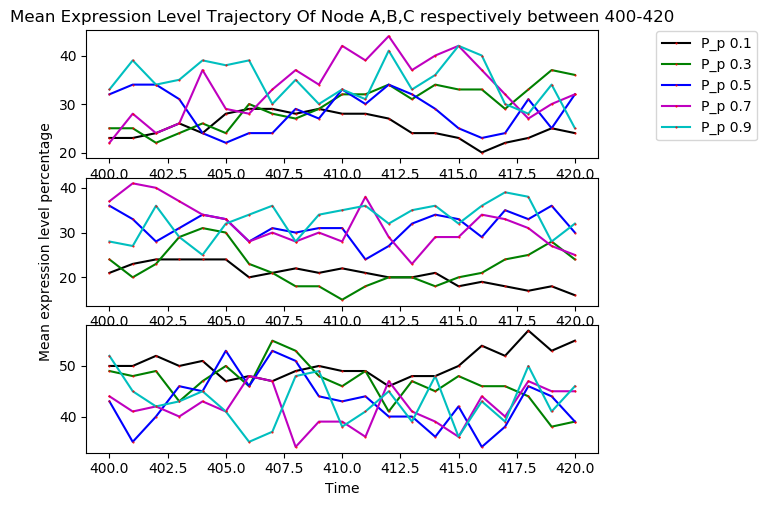 Mean Expression Level Trajectory Of Node A,B,C respectively between 400-420
P_p 0.1
P_p 0.3
P_p 0.5
P_p 0.7
P_p 0.9
Mean expression level percentage
40
30
20
400.0 402.5 405.0 407.5 410.0 412.5 415.0 417.5 420.0
40
30
20
400.0 402.5 405.0 407.5 410.0 412.5 415.0 417.5 420.0
50
40
400.0 402.5 405.0 407.5 410.0 412.5 415.0 417.5 420.0
Time